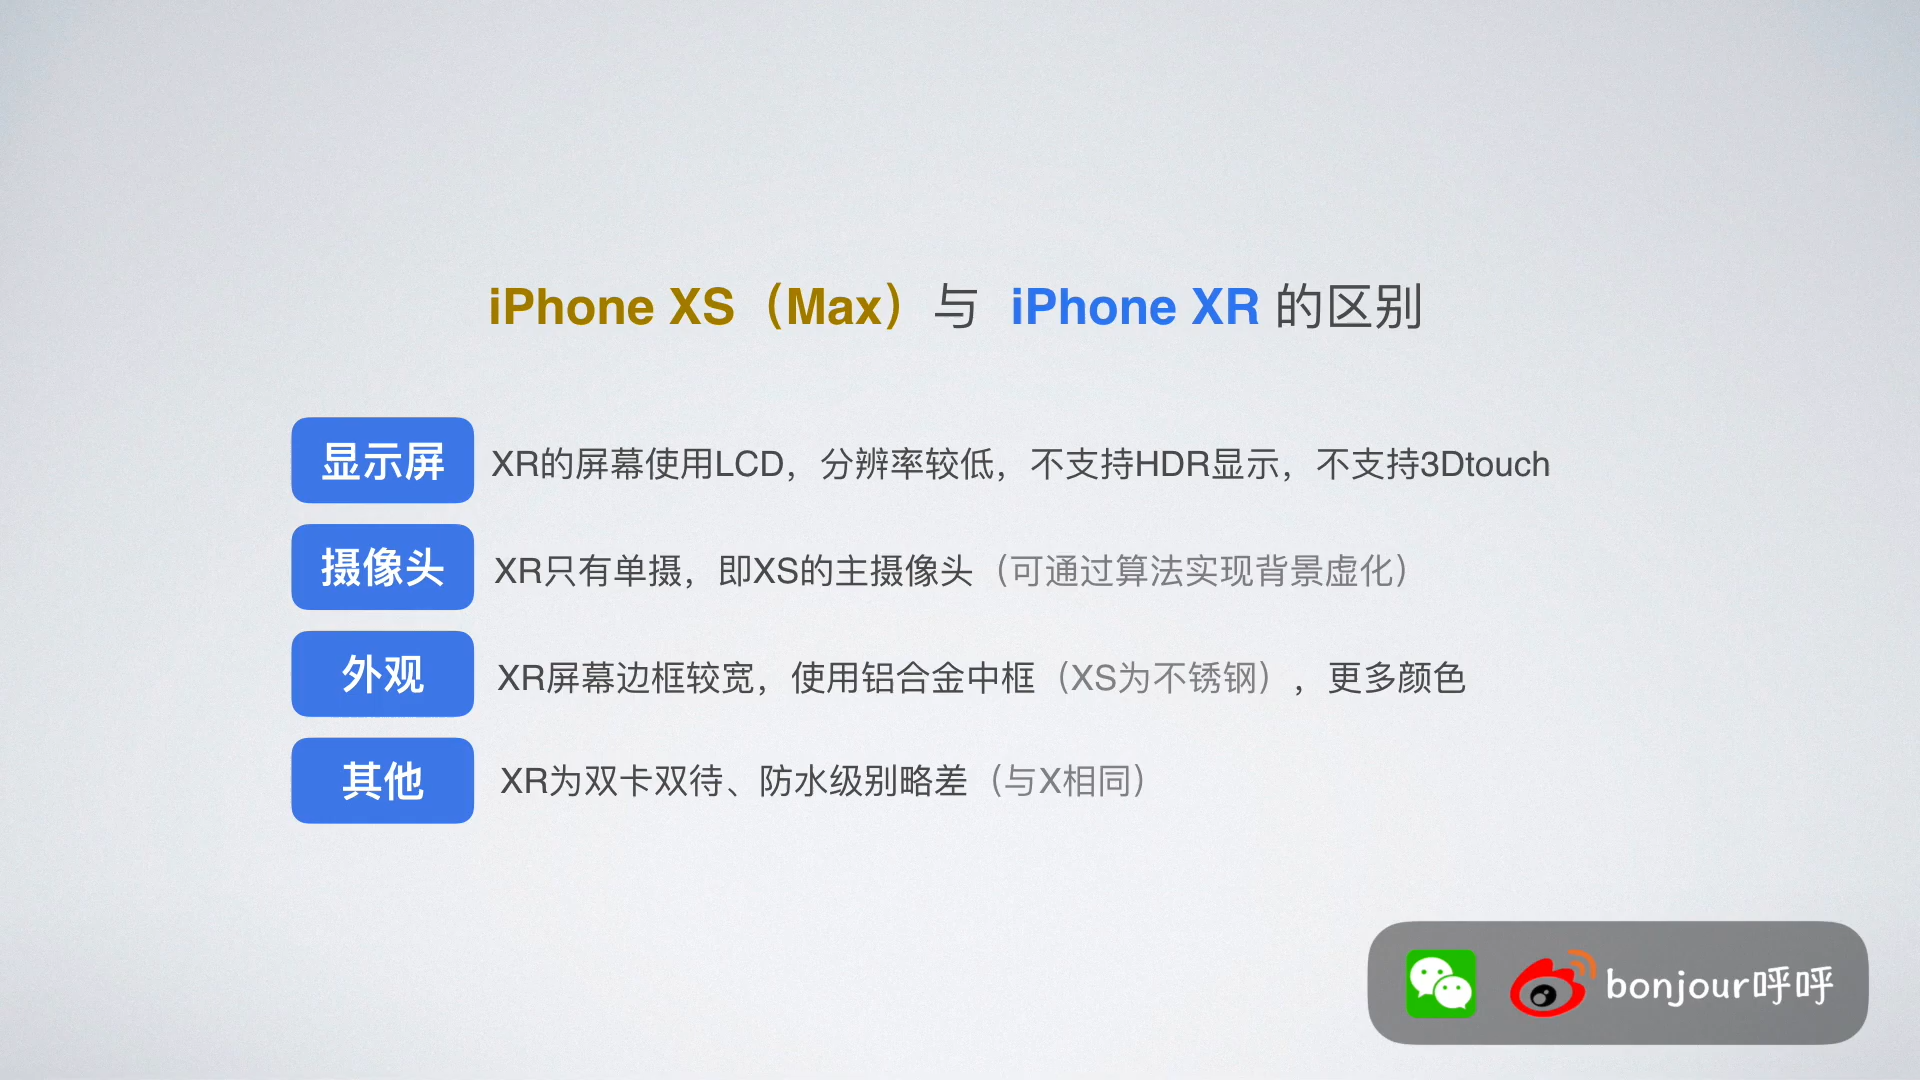 iPhone XS（Max）与 iPhone XR 的区别
显示屏 XR的屏幕使用LCD，分辨率较低，不支持HDR显示，不支持3Dtouch
摄像头 XR只有单摄，即XS的主摄像头（可通过算法实现背景虚化）
外观 XR屏幕边框较宽，使用铝合金中框（XS为不锈钢），更多颜色
其他 XR为双卡双待、防水级别略差（与X相同）
bonjour呼呼